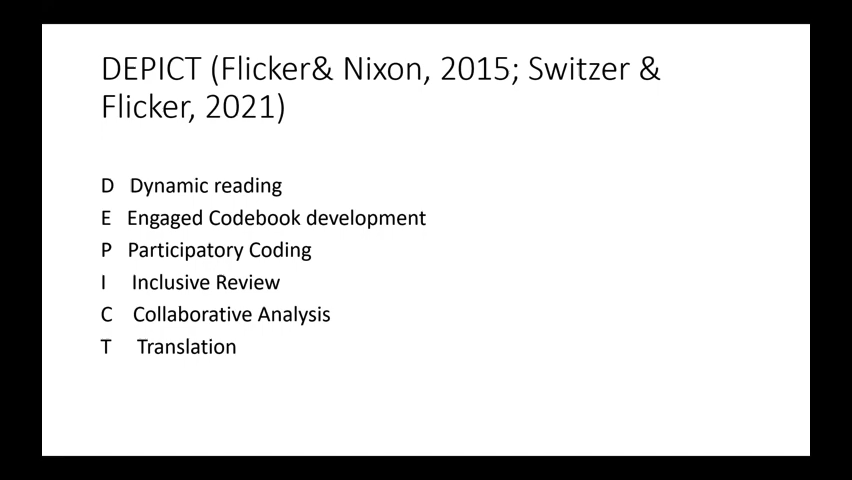 DEPICT (Flicker& Nixon, 2015; Switzer &
Flicker, 2021)
D Dynamic reading
E Engaged Codebook development
P Participatory Coding
I Inclusive Review
C Collaborative Analysis
T Translation